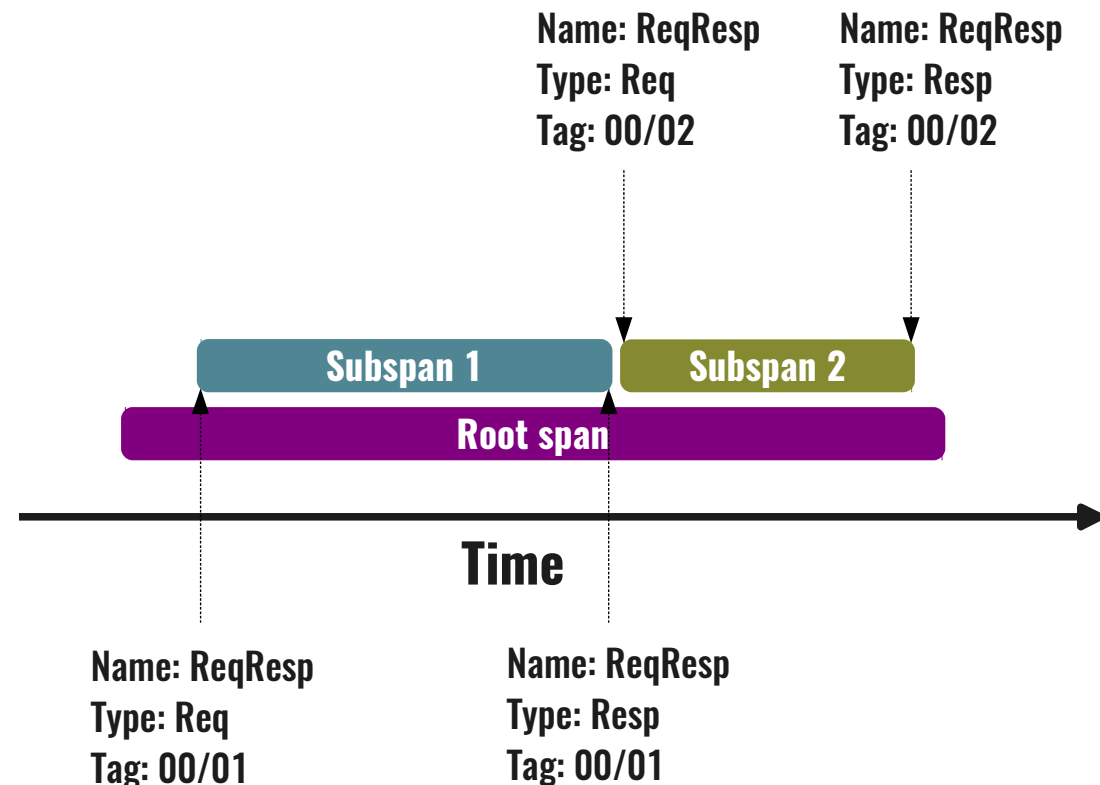 Name: ReqResp
Type: Req
Tag: 00/02
Name: ReqResp
Type: Resp
Tag: 00/02
Subspan 1
Subspan 2
Root span
Time
Name: ReqResp
Type: Req
Tag: 00/01
Name: ReqResp
Type: Resp
Tag: 00/01